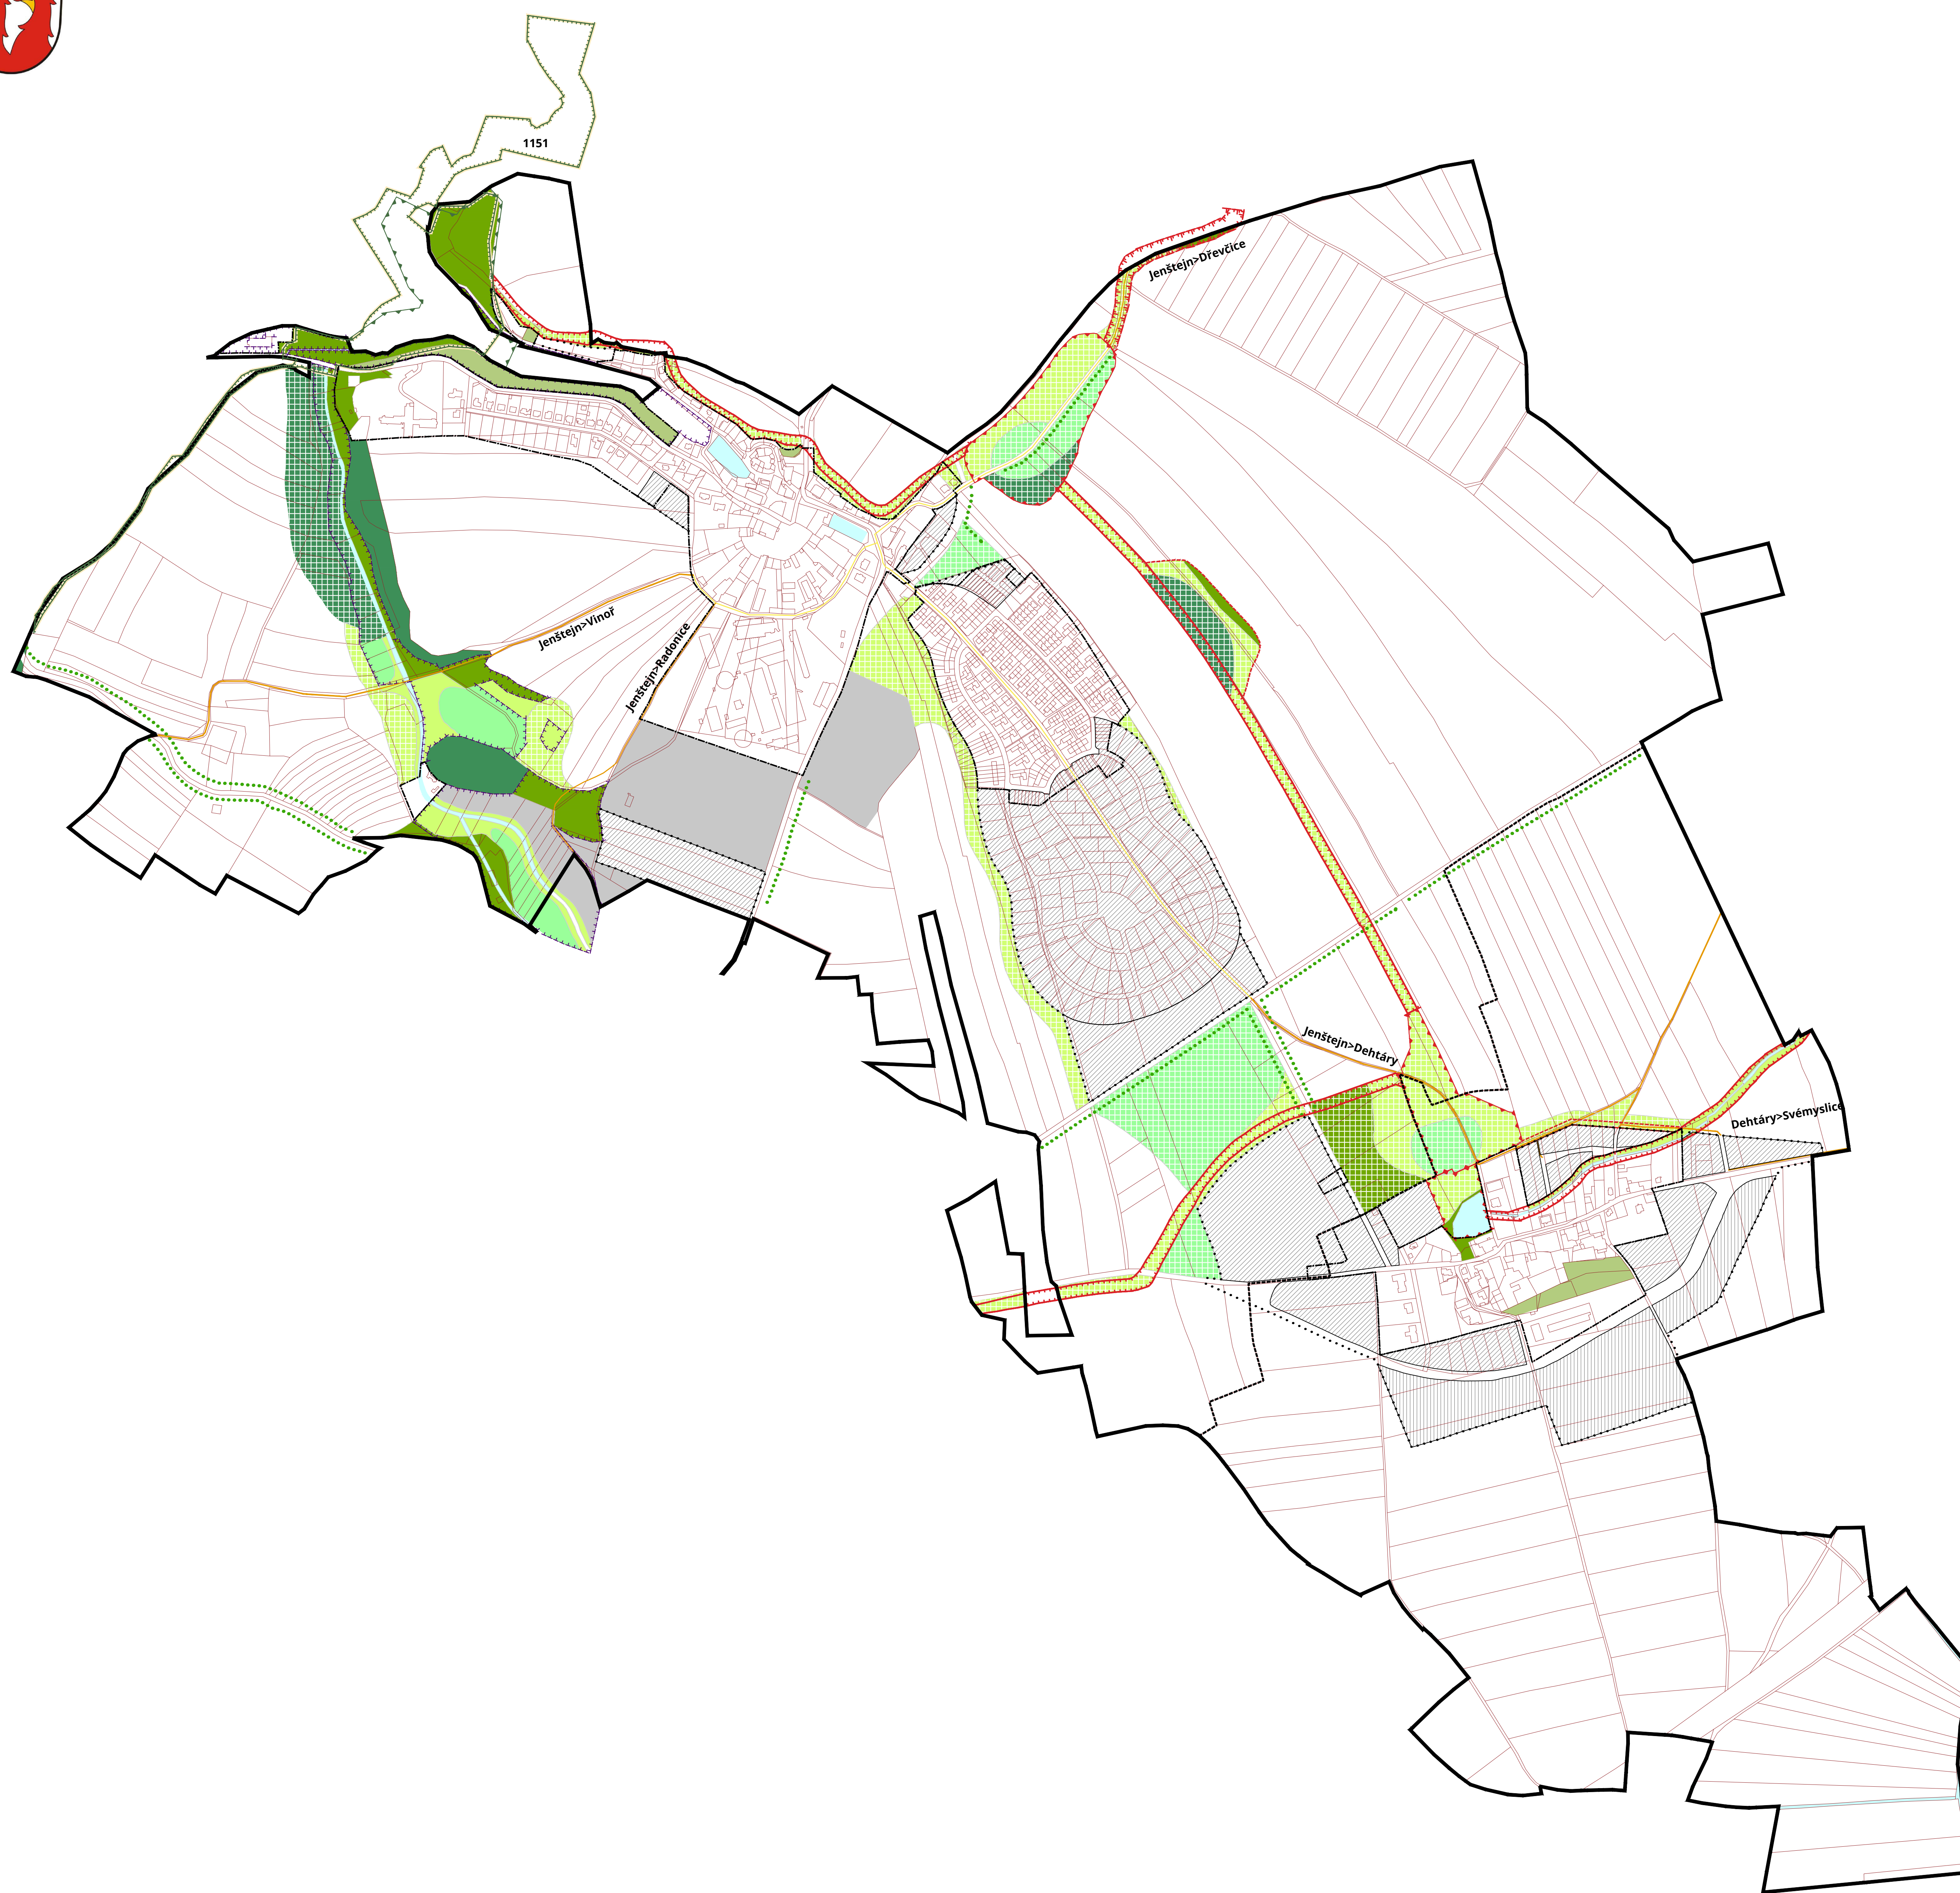 1151
Jenštejn>Dřevčice
Jenštejn>Vinoř
Jenštejn>Radonice
Jenštejn>Dehtáry
Dehtáry>Svémyslice